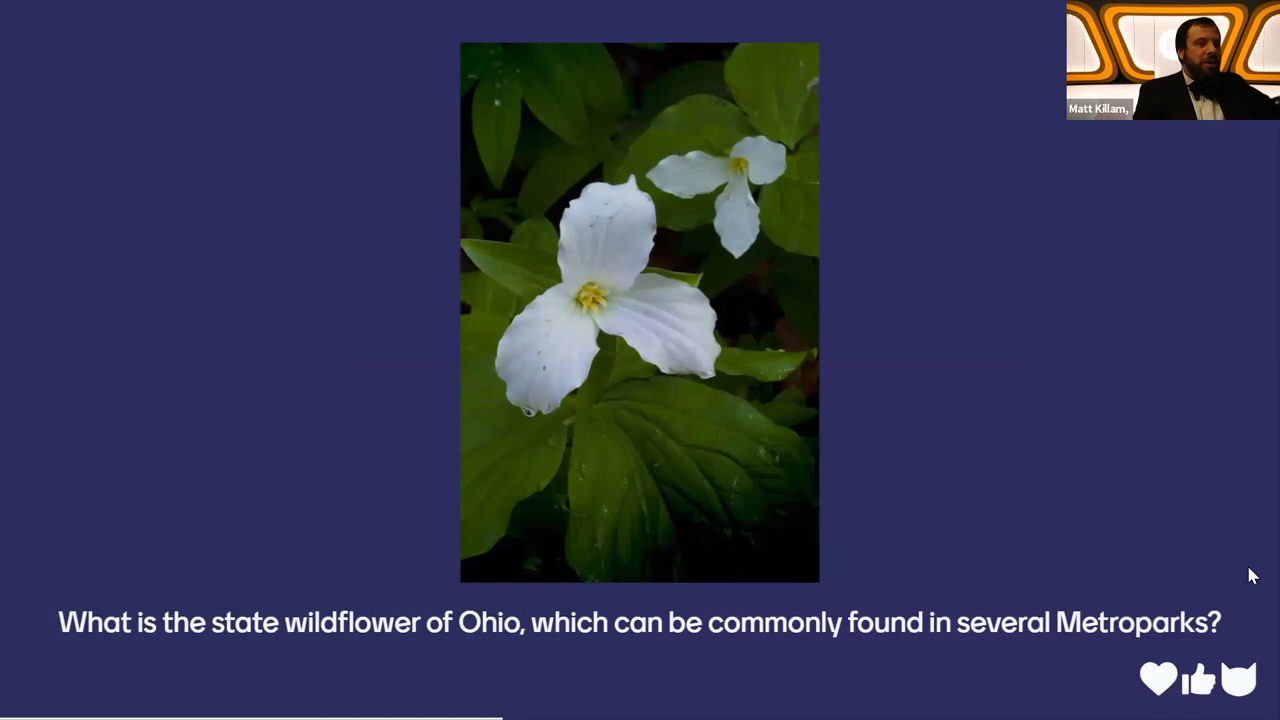 Matt Killam,
What is the state wildflower of Ohio, which can be commonly found in several Metroparks?